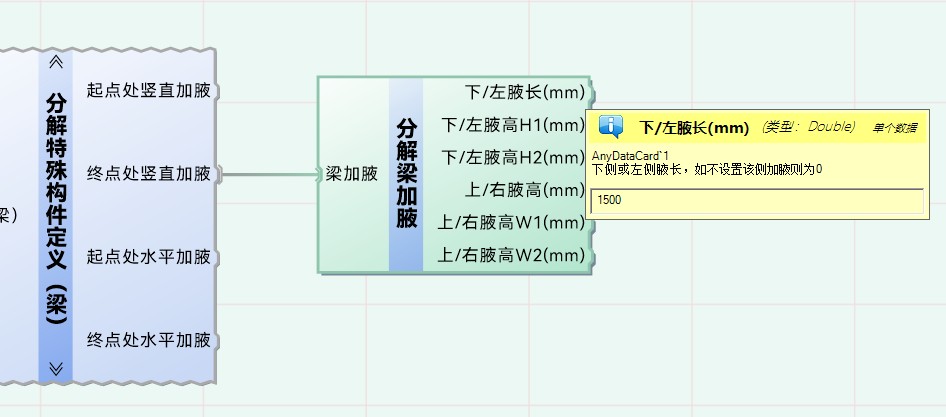 梁）
分解特殊构件定义（梁）
起点处竖直加腋
终点处竖直加腋
起点处水平加腋
终点处水平加腋
梁加腋
分解梁加腋
下/左腋长(mm)
下/左腋高H1(mm)
下/左腋高H2(mm)
上/右腋高(mm)
上/右腋高W1(mm)
上/右腋高W2(mm)
下/左腋长(mm) (类型：Double) 单个数据
AnyDataCard`1
下侧或左侧腋长，如不设置该侧加腋则为0
1500